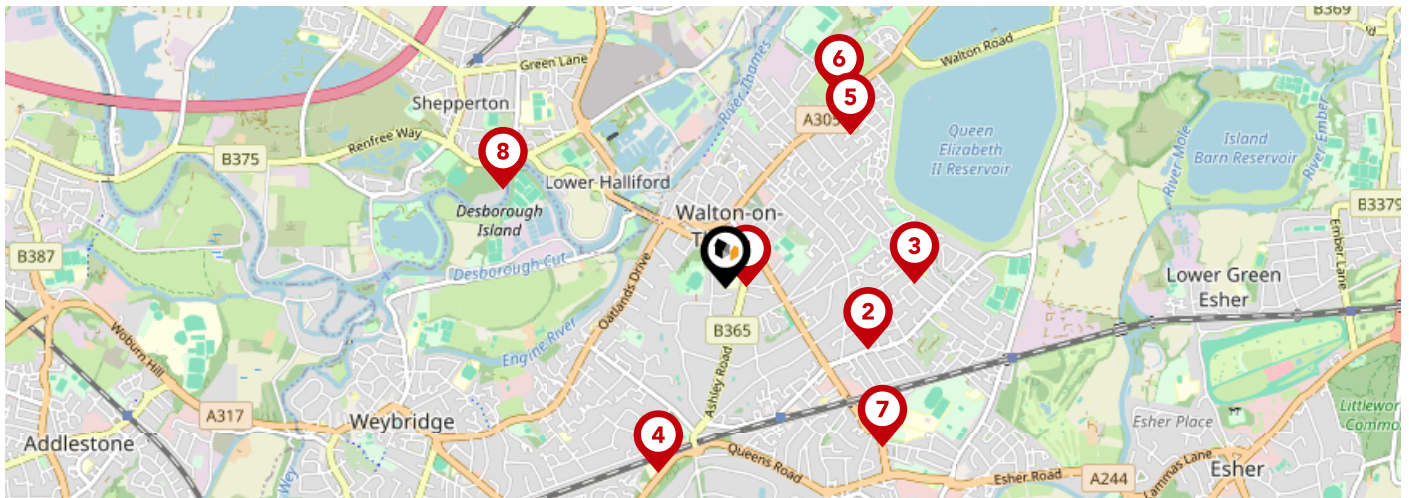 B369
Walton Road
Green Lane
River Thames
6
Shepperton
5
A305
Queen
Elizabeth
II Reservoir
Island
Barn Reservoir
River Mole
River Ember
Renfree Way
B375
8
Lower Halliford
Desborough
Island
Walton-on-
B3379
Ember Lane
B387
Desborough Cut
3
Lower Green
Esher
Oatlands Drive
2
B365
Engine River
Woburn Hill
Ashley Road
A317
Weybridge
7
Esher Place
Addlestone
4
Queens Road
Wey
Esher Road
A244
Lammas Lane
Esher